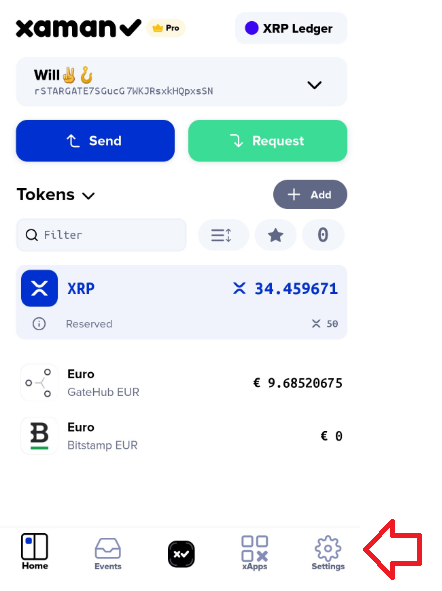 xaman
Pro
XRP Ledger
Will✌️🪝
rSTARGATE7SGucG7WKJRsxkHQpxsSN
Send
Request
Tokens
Add
Filter
0
XRP
34.459671
Reserved
50
Euro
GateHub EUR
€ 9.68520675
Euro
Bitstamp EUR
€ 0
Home
Events
xApps
Settings